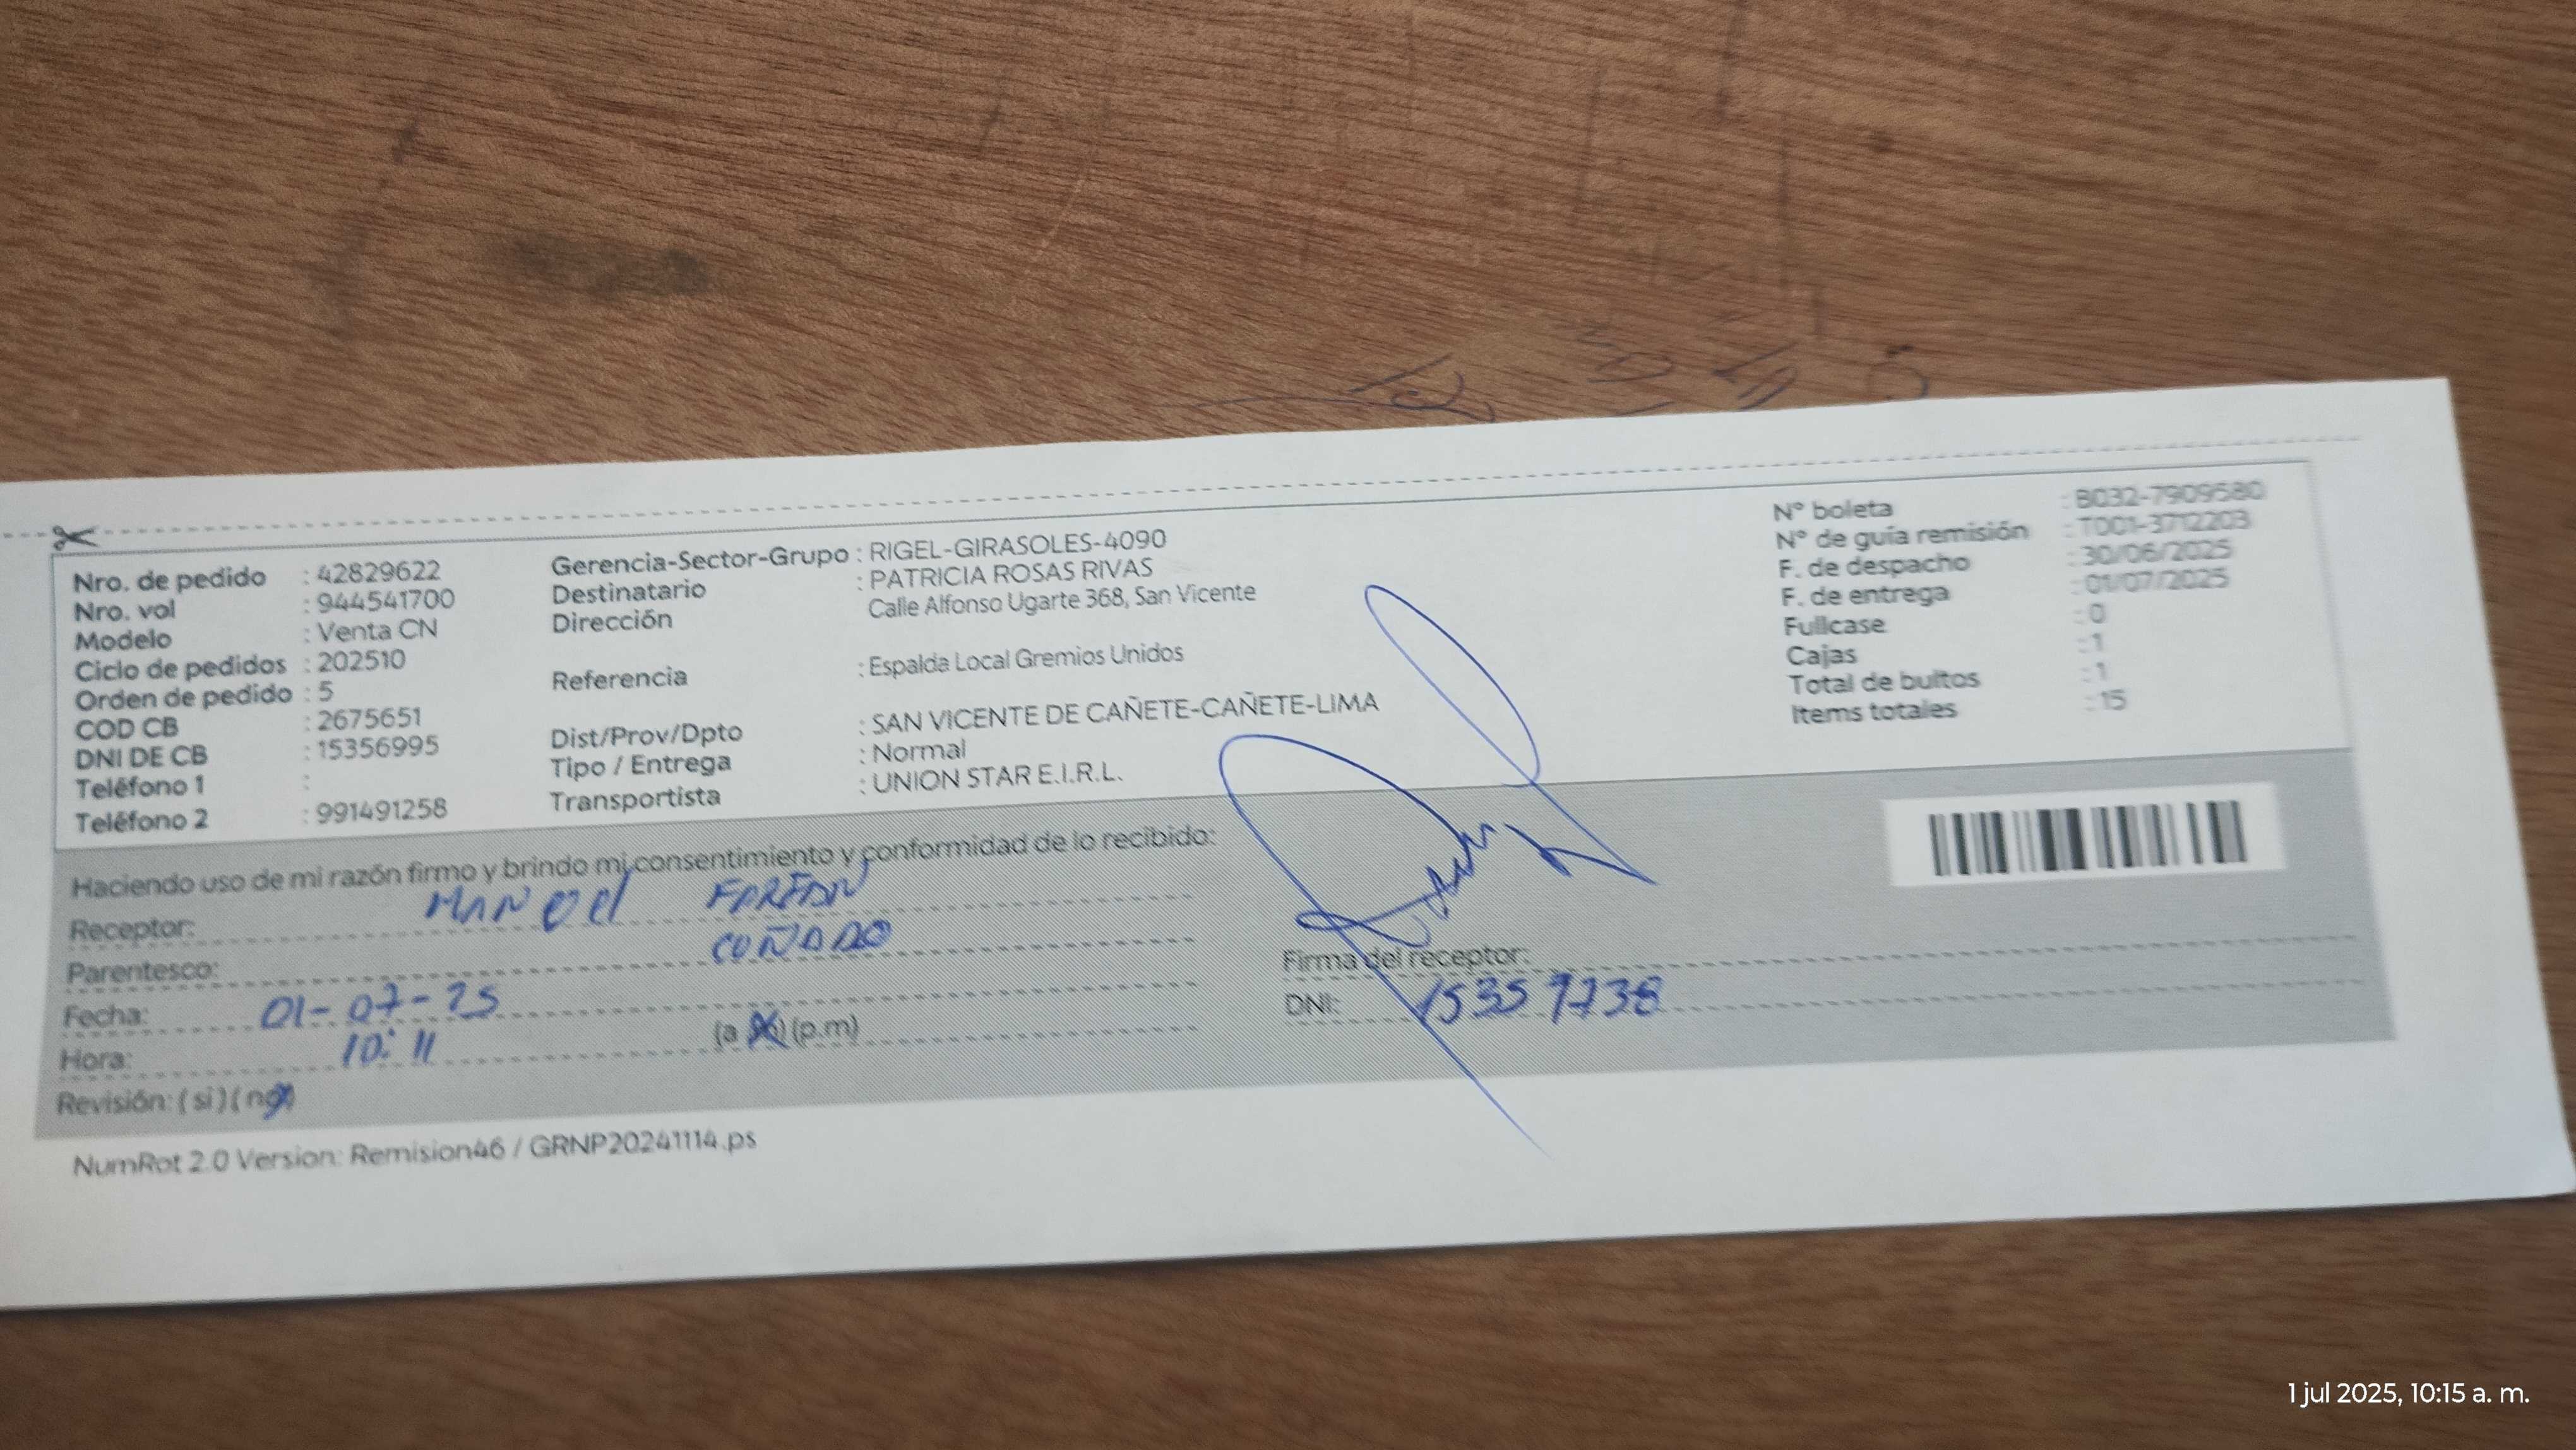 Nro. de pedido : 42829622
Nro. vol : 944541700
Modelo : Venta CN
Ciclo de pedidos : 202510
Orden de pedido : 5
COD CB : 2675651
DNI DE CB : 15356995
Teléfono 1 :
Teléfono 2 : 991491258
Gerencia-Sector-Grupo : RIGEL-GIRASOLES-4090
Destinatario : PATRICIA ROSAS RIVAS
Dirección Calle Alfonso Ugarte 368, San Vicente
Referencia : Espalda Local Gremios Unidos
Dist/Prov/Dpto : SAN VICENTE DE CAÑETE-CAÑETE-LIMA
Tipo / Entrega : Normal
Transportista : UNION STAR E.I.R.L.
N° boleta : B032-7909580
N° de guía remisión : T001-3712203
F. de despacho : 30/06/2025
F. de entrega : 01/07/2025
Fullcase : 0
Cajas : 1
Total de bultos : 1
Items totales : 15
Haciendo uso de mi razón firmo y brindo mi consentimiento y conformidad de lo recibido:
Receptor: MANUEl FARFAN
Parentesco: CUÑADO
Fecha: 01-07-25
Hora: 10:11 (a.m) (p.m)
Revisión: (si) (no)
Firma del receptor:
DNI: 15357738
NumRot 2.0 Version: Remision46 / GRNP20241114.ps
1 jul 2025, 10:15 a. m.